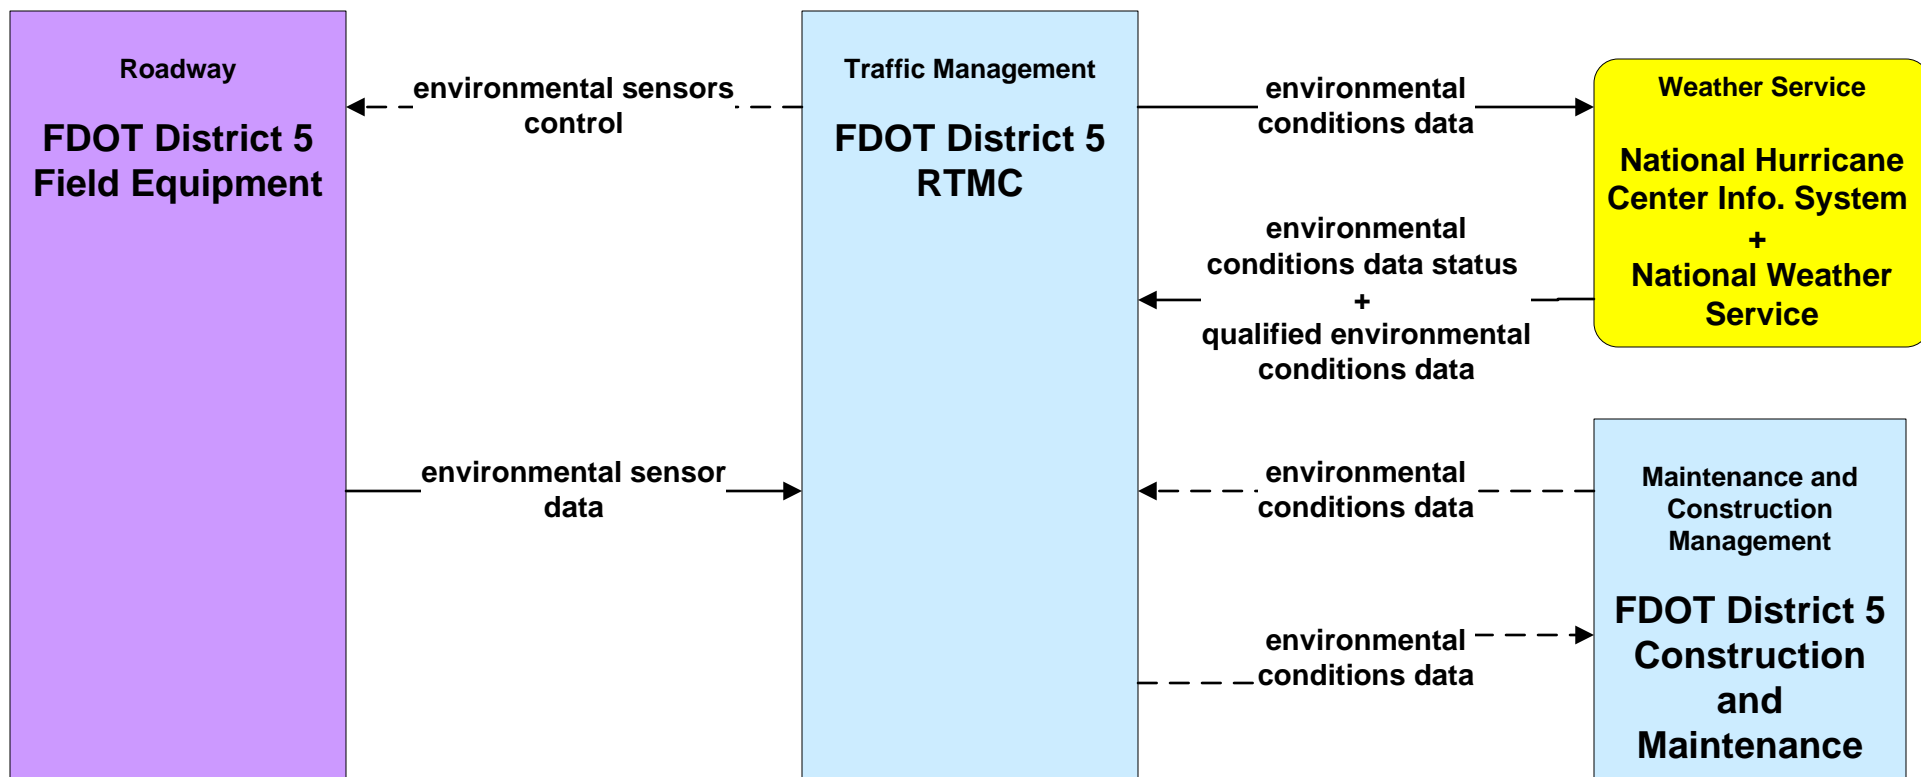 Roadway
FDOT District 5
Field Equipment
environmental sensors
control
environmental sensor
data
Traffic Management
FDOT District 5
RTMC
environmental
conditions data
environmental
conditions data status
+
qualified environmental
conditions data
environmental
conditions data
environmental
conditions data
Weather Service
National Hurricane
Center Info. System
+
National Weather
Service
Maintenance and
Construction
Management
FDOT District 5
Construction
and
Maintenance